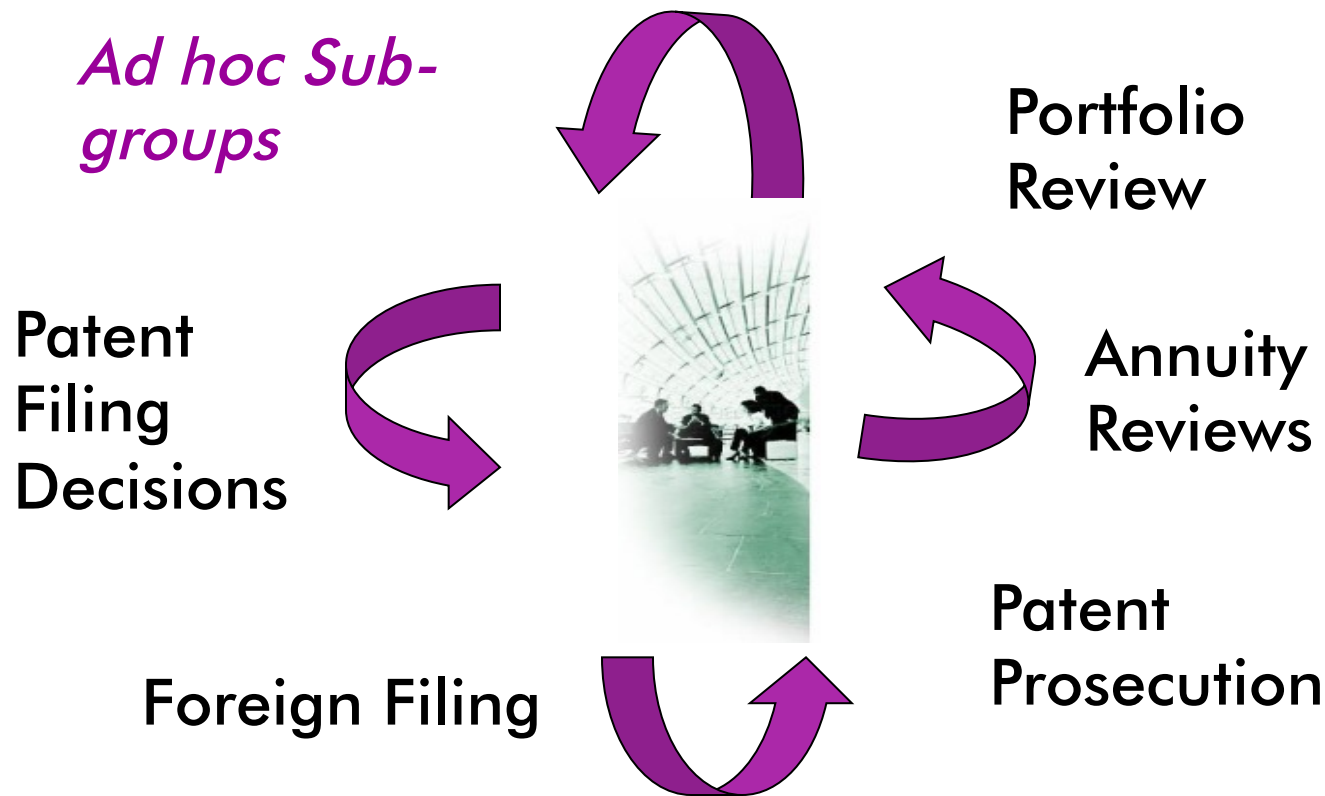 Ad hoc Sub-
groups
Portfolio
Review
Patent
Filing
Decisions
Annuity
Reviews
Patent
Prosecution
Foreign Filing